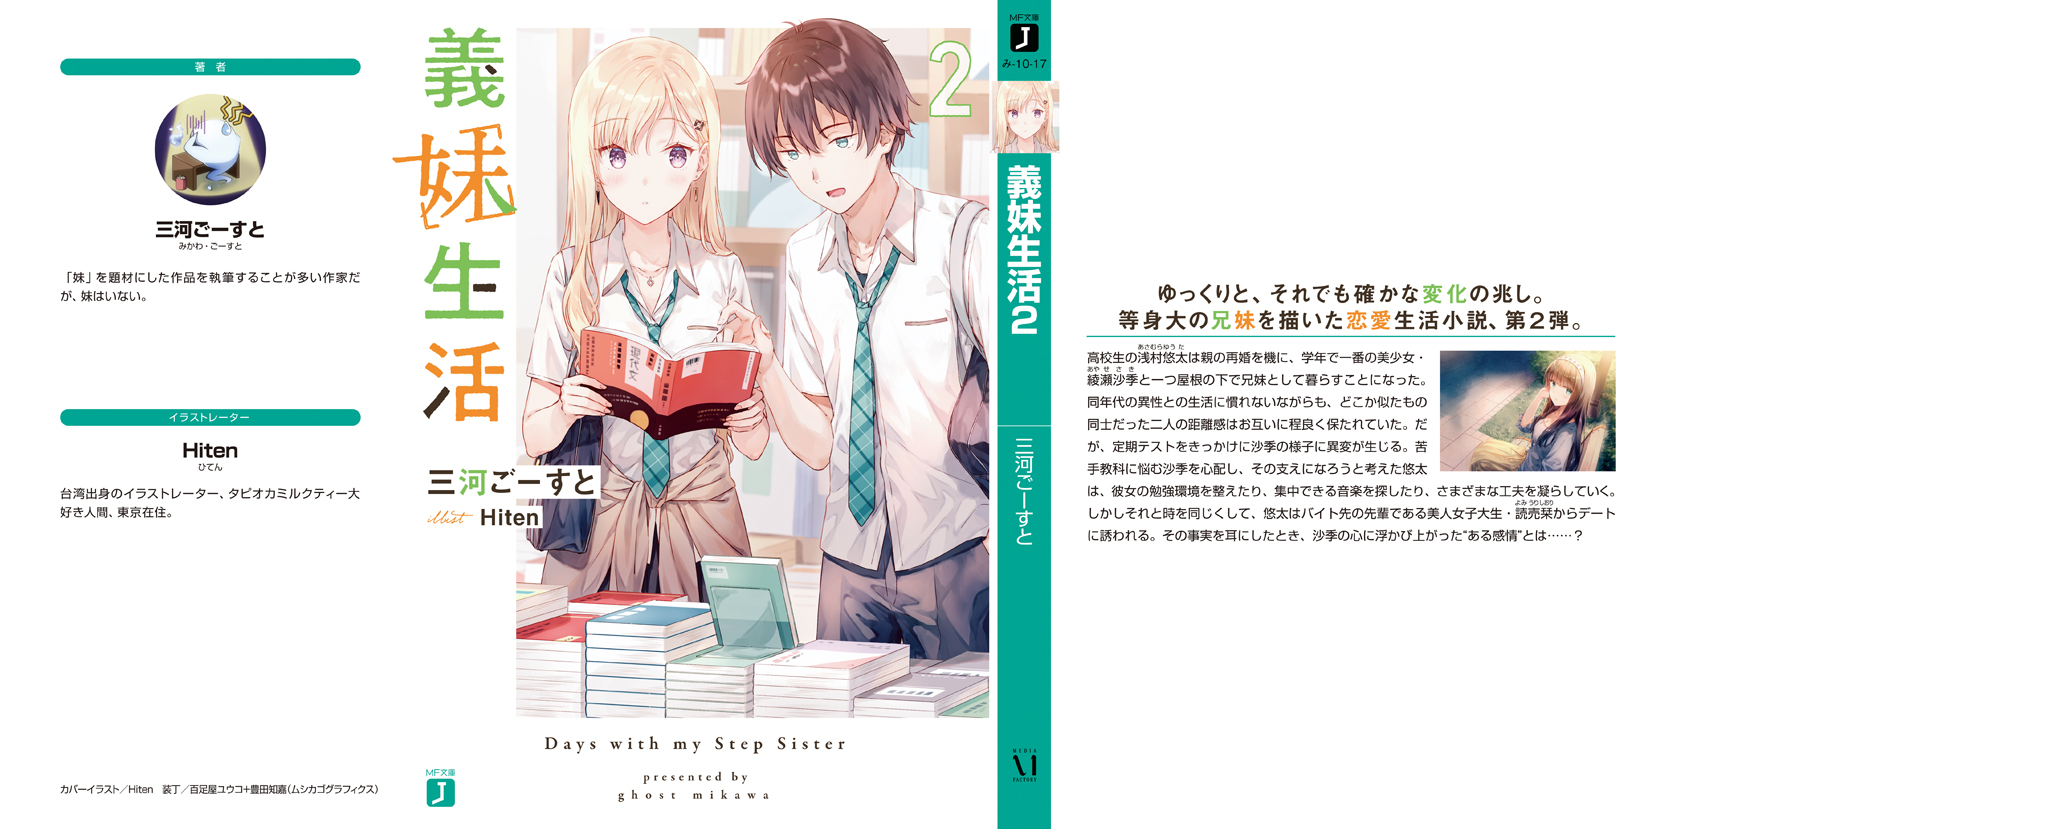 著 者
三河ごーすと
みかわ・ごーすと
「妹」を題材にした作品を執筆することが多い作家だ
が、妹はいない。
イラストレーター
Hiten
ひてん
台湾出身のイラストレーター、タピオカミルクティー大
好き人間、東京在住。
カバーイラスト／Hiten　装丁／百足屋ユウコ+豊田知嘉(ムシカゴグラフィクス)
義妹生活
2
三河ごーすと
illust Hiten
Days with my Step Sister
presented by
ghost mikawa
MF文庫
J
MF文庫
J
み-10-17
義妹生活2
三河ごーすと
MEDIA
FACTORY
ゆっくりと、それでも確かな変化の兆し。
等身大の兄妹を描いた恋愛生活小説、第2弾。
あさむらゆうた
高校生の浅村悠太は親の再婚を機に、学年で一番の美少女・
あやせさき
綾瀬沙季と一つ屋根の下で兄妹として暮らすことになった。
同年代の異性との生活に慣れないながらも、どこか似たもの
同士だった二人の距離感はお互いに程良く保たれていた。だ
が、定期テストをきっかけに沙季の様子に異変が生じる。苦
手教科に悩む沙季を心配し、その支えになろうと考えた悠太
は、彼女の勉強環境を整えたり、集中できる音楽を探したり、さまざまな工夫を凝らしていく。
よみうりしおり
しかしそれと時を同じくして、悠太はバイト先の先輩である美人女子大生・読売栞からデート
に誘われる。その事実を耳にしたとき、沙季の心に浮かび上がった“ある感情”とは……？